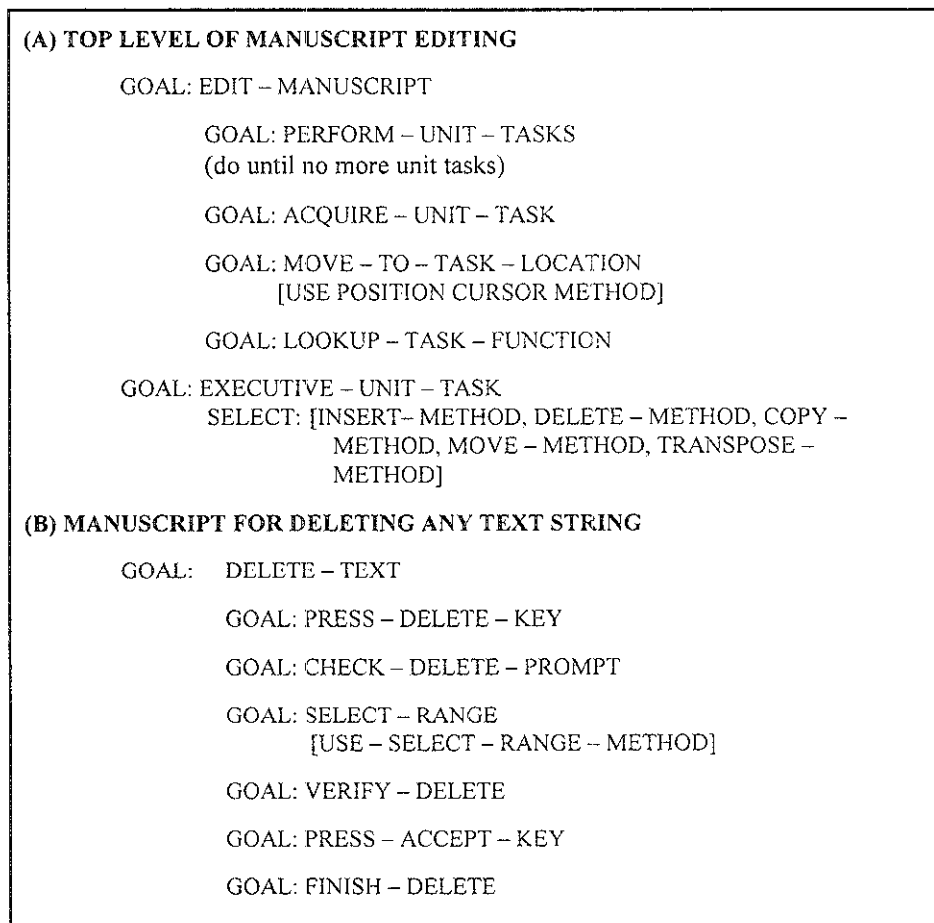 (A) TOP LEVEL OF MANUSCRIPT EDITING
GOAL: EDIT – MANUSCRIPT
GOAL: PERFORM – UNIT – TASKS
(do until no more unit tasks)
GOAL: ACQUIRE – UNIT – TASK
GOAL: MOVE – TO – TASK – LOCATION
[USE POSITION CURSOR METHOD]
GOAL: LOOKUP – TASK – FUNCTION
GOAL: EXECUTIVE – UNIT – TASK
SELECT: [INSERT– METHOD, DELETE – METHOD, COPY –
METHOD, MOVE – METHOD, TRANSPOSE –
METHOD]
(B) MANUSCRIPT FOR DELETING ANY TEXT STRING
GOAL: DELETE – TEXT
GOAL: PRESS – DELETE – KEY
GOAL: CHECK – DELETE – PROMPT
GOAL: SELECT – RANGE
[USE – SELECT – RANGE – METHOD]
GOAL: VERIFY – DELETE
GOAL: PRESS – ACCEPT – KEY
GOAL: FINISH – DELETE